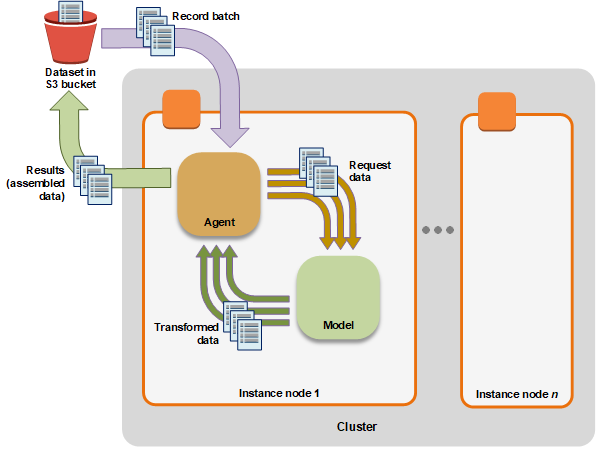 Record batch
Dataset in
S3 bucket
Results
(assembled
data)
Request
data
Agent
Transformed
data
Model
Instance node 1
Instance node n
Cluster